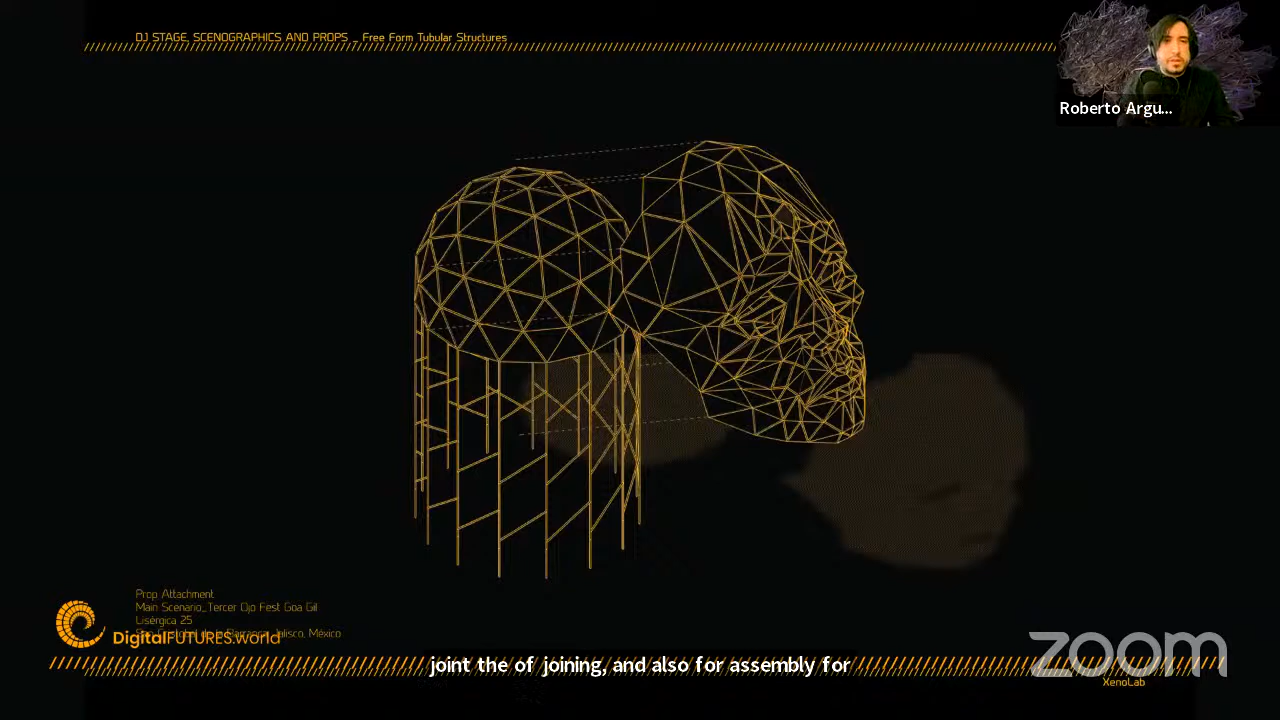 DJ STAGE, SCENOGRAPHICS AND PROPS _ Free Form Tubular Structures
Roberto Argu...
Prop Attachment
Main Scenario_Tercer Ojo Fest Goa Gil
Lisérgica 25
Jalisco, México
DigitalFUTURES.world
joint the of joining, and also for assembly for
zoom
XenoLab